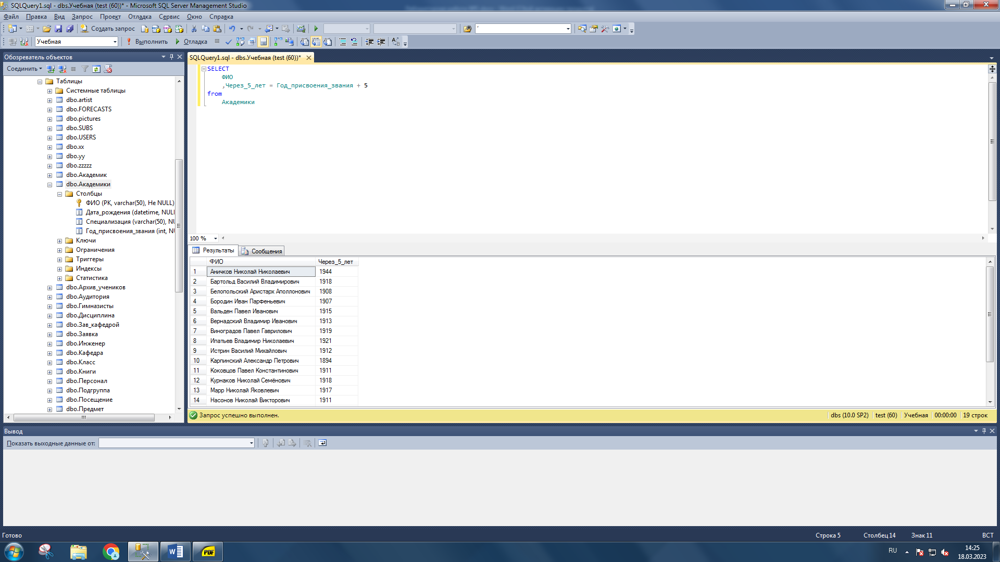 SQLQuery1.sql - dbs.Учебная (test (60))* - Microsoft SQL Server Management Studio
Файл Правка Вид Запрос Проект Отладка Сервис Окно Справка
Создать запрос
Учебная Выполнить Отладка
Обозреватель объектов
Соединить
Таблицы
Системные таблицы
dbo.artist
dbo.FORECASTS
dbo.pictures
dbo.SUBS
dbo.USERS
dbo.xx
dbo.yy
dbo.zzzzz
dbo.Академик
dbo.Академики
Столбцы
ФИО (PK, varchar(50), Не NULL)
Дата_рождения (datetime, NULL
Специализация (varchar(50), NU
Год_присвоения_звания (int, NU
Ключи
Ограничения
Триггеры
Индексы
Статистика
dbo.Архив_учеников
dbo.Аудитория
dbo.Гимназисты
dbo.Дисциплина
dbo.Зав_кафедрой
dbo.Заявка
dbo.Инженер
dbo.Кафедра
dbo.Класс
dbo.Книги
dbo.Персонал
dbo.Подгруппа
dbo.Посещение
dbo.Предмет
SQLQuery1.sql - dbs.Учебная (test (60))*
SELECT
ФИО
,Через_5_лет = Год_присвоения_звания + 5
from
Академики
100 %
Результаты Сообщения
ФИО Через_5_лет
1 Аничков Николай Николаевич 1944
2 Бартольд Василий Владимирович 1918
3 Белопольский Аристарх Аполлонович 1908
4 Бородин Иван Парфеньевич 1907
5 Вальден Павел Иванович 1915
6 Вернадский Владимир Иванович 1913
7 Виноградов Павел Гаврилович 1919
8 Ипатьев Владимир Николаевич 1921
9 Истрин Василий Михайлович 1912
10 Карпинский Александр Петрович 1894
11 Коковцов Павел Константинович 1911
12 Курнаков Николай Семёнович 1918
13 Марр Николай Яковлевич 1917
14 Насонов Николай Викторович 1911
Запрос успешно выполнен. dbs (10.0 SP2) test (60) Учебная 00:00:00 19 строк
Вывод
Показать выходные данные от:
Готово Строка 5 Столбец 14 Знак 11 ВСТ
PDF RU 14:25
18.03.2023